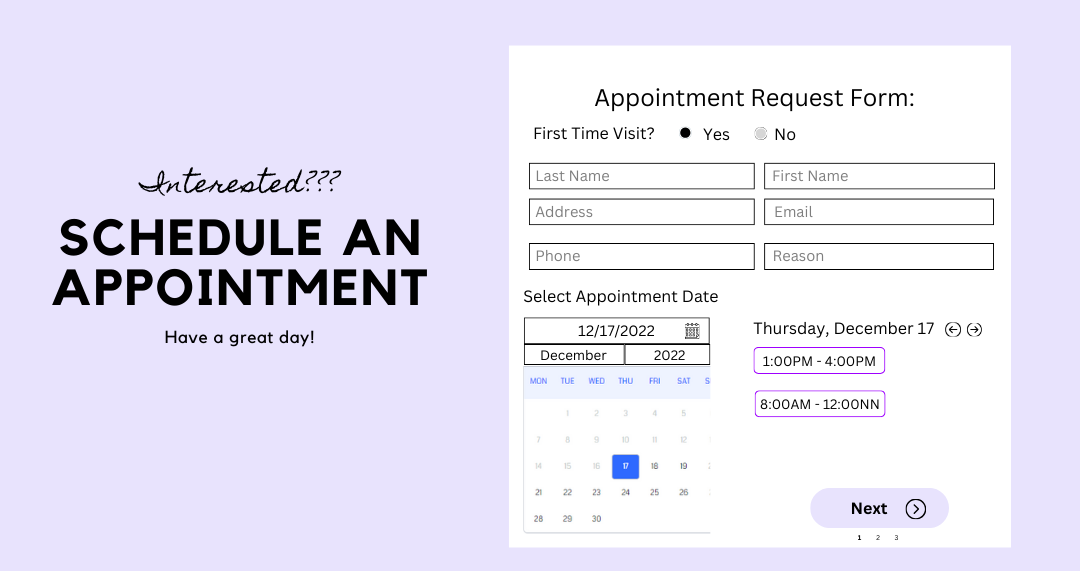 Interested???
SCHEDULE AN
APPOINTMENT
Have a great day!
Appointment Request Form:
First Time Visit? Yes No
Last Name First Name
Address Email
Phone Reason
Select Appointment Date
12/17/2022
December 2022
MON TUE WED THU FRI SAT S
1 2 3 4 5
7 8 9 10 11 12
14 15 16 17 18 19
21 22 23 24 25 26
28 29 30
Thursday, December 17
1:00PM - 4:00PM
8:00AM - 12:00NN
Next
1 2 3